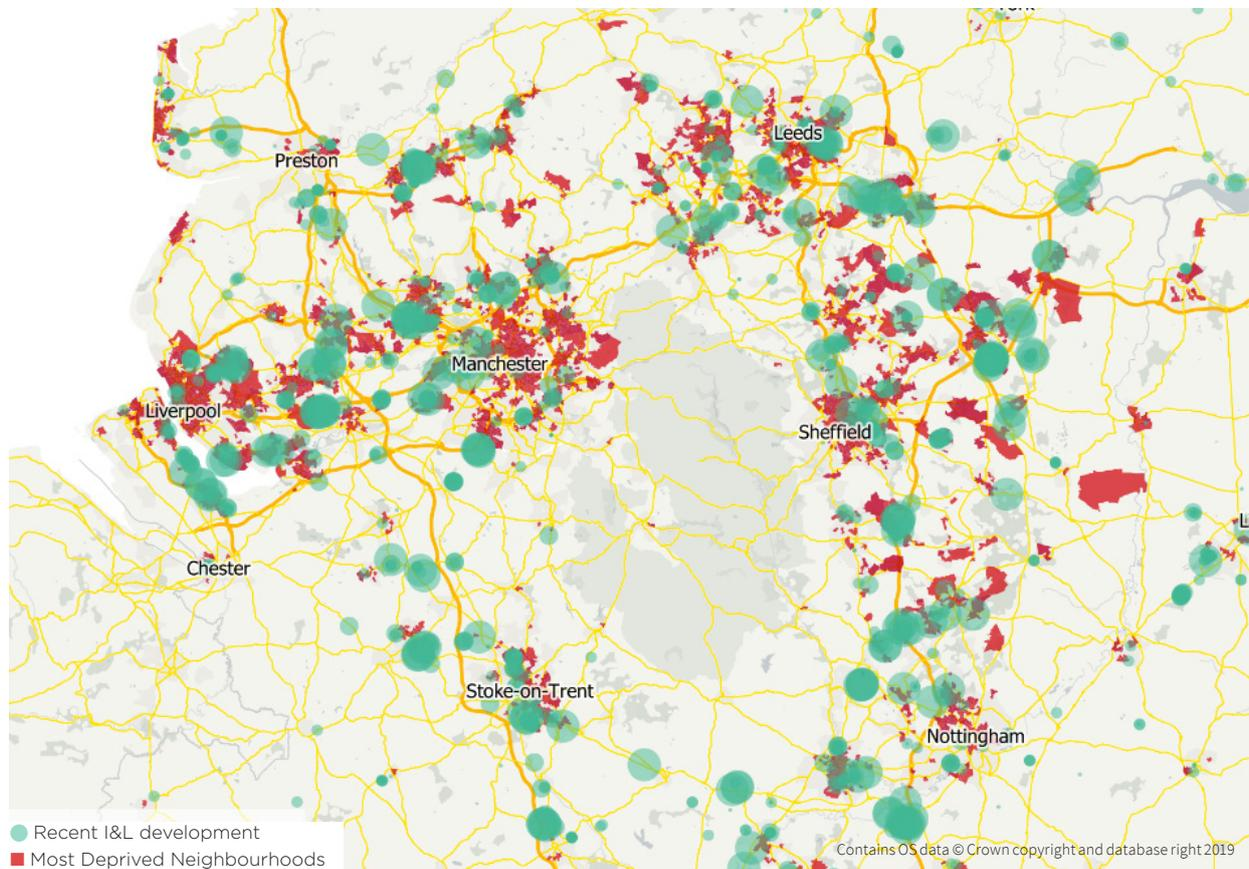 Leeds
Preston
Manchester
Liverpool
Sheffield
Chester
Stoke-on-Trent
Nottingham
Recent I&L development
Most Deprived Neighbourhoods
Contains OS data © Crown copyright and database right 2019